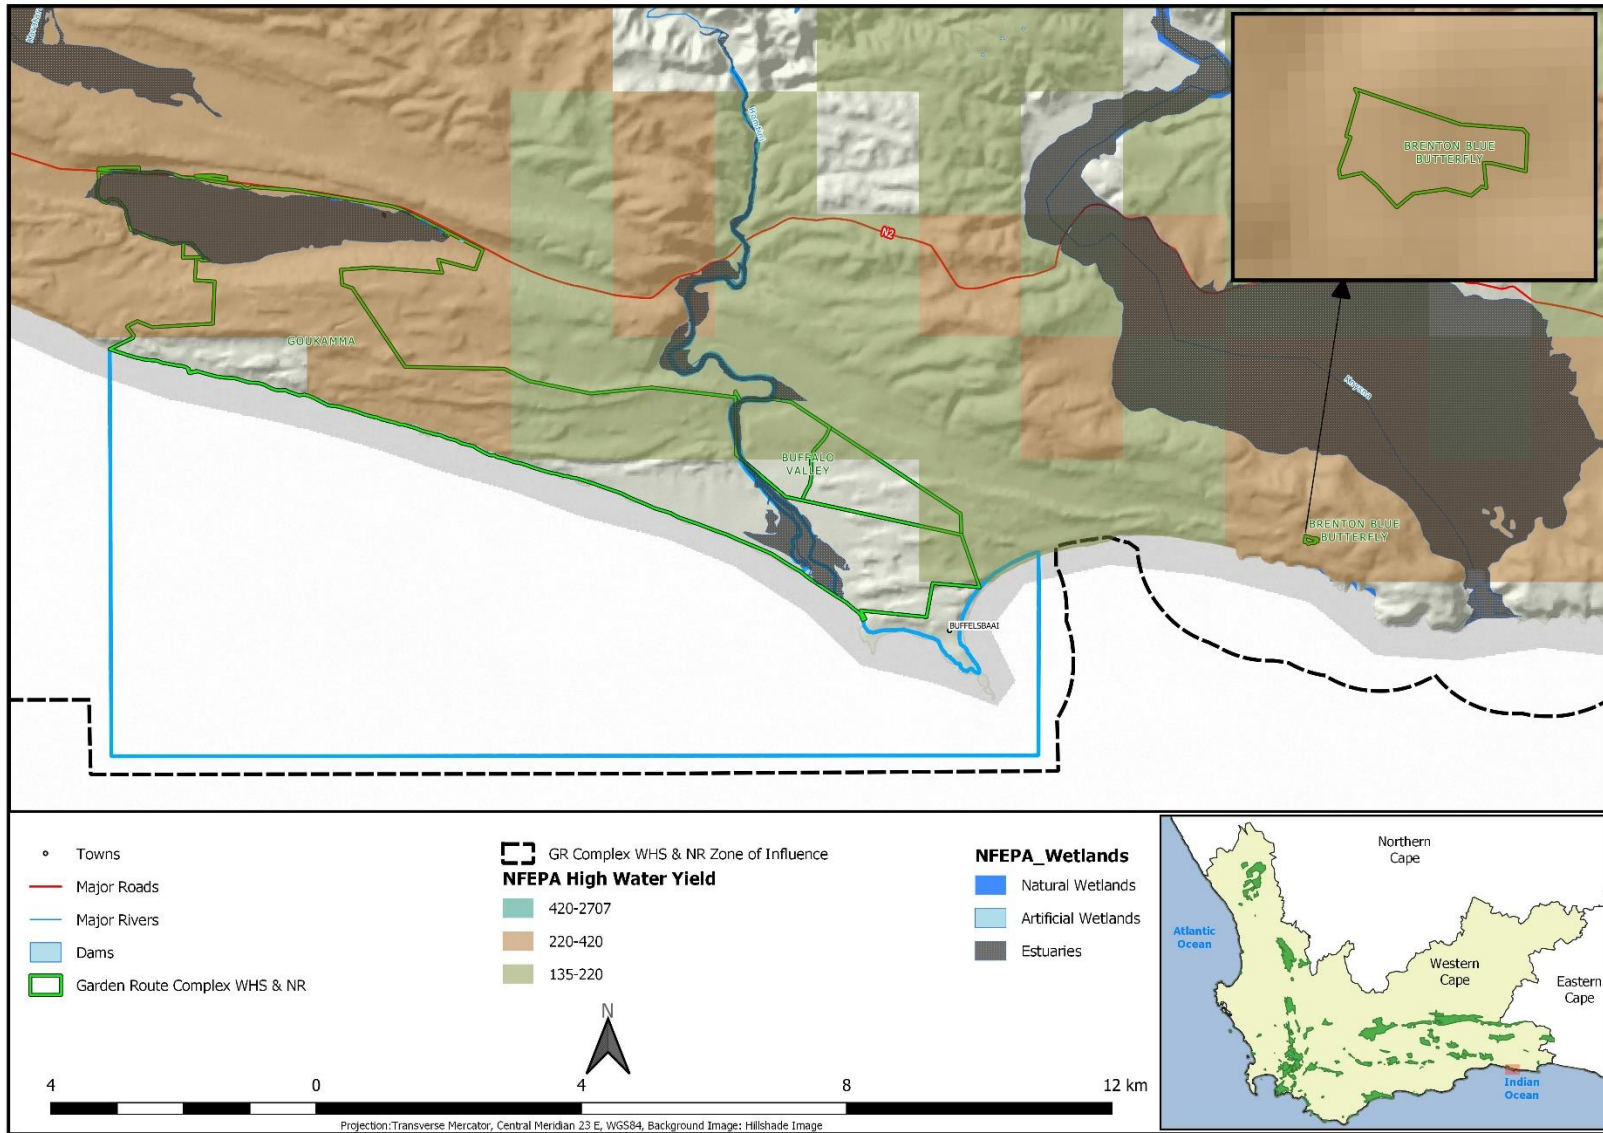 N2
BRENTON BLUE
BUTTERFLY
GOUKAMMA
Knysna
BUFFALO
VALLEY
BRENTON BLUE
BUTTERFLY
BUFFELSBAAI
Towns
Major Roads
Major Rivers
Dams
Garden Route Complex WHS & NR
GR Complex WHS & NR Zone of Influence
NFEPA High Water Yield
420-2707
220-420
135-220
NFEPA_Wetlands
Natural Wetlands
Artificial Wetlands
Estuaries
N
4 0 4 8 12 km
Projection:Transverse Mercator, Central Meridian 23 E, WGS84, Background Image: Hillshade Image
Northern
Cape
Atlantic
Ocean
Western
Cape
Eastern
Cape
Indian
Ocean